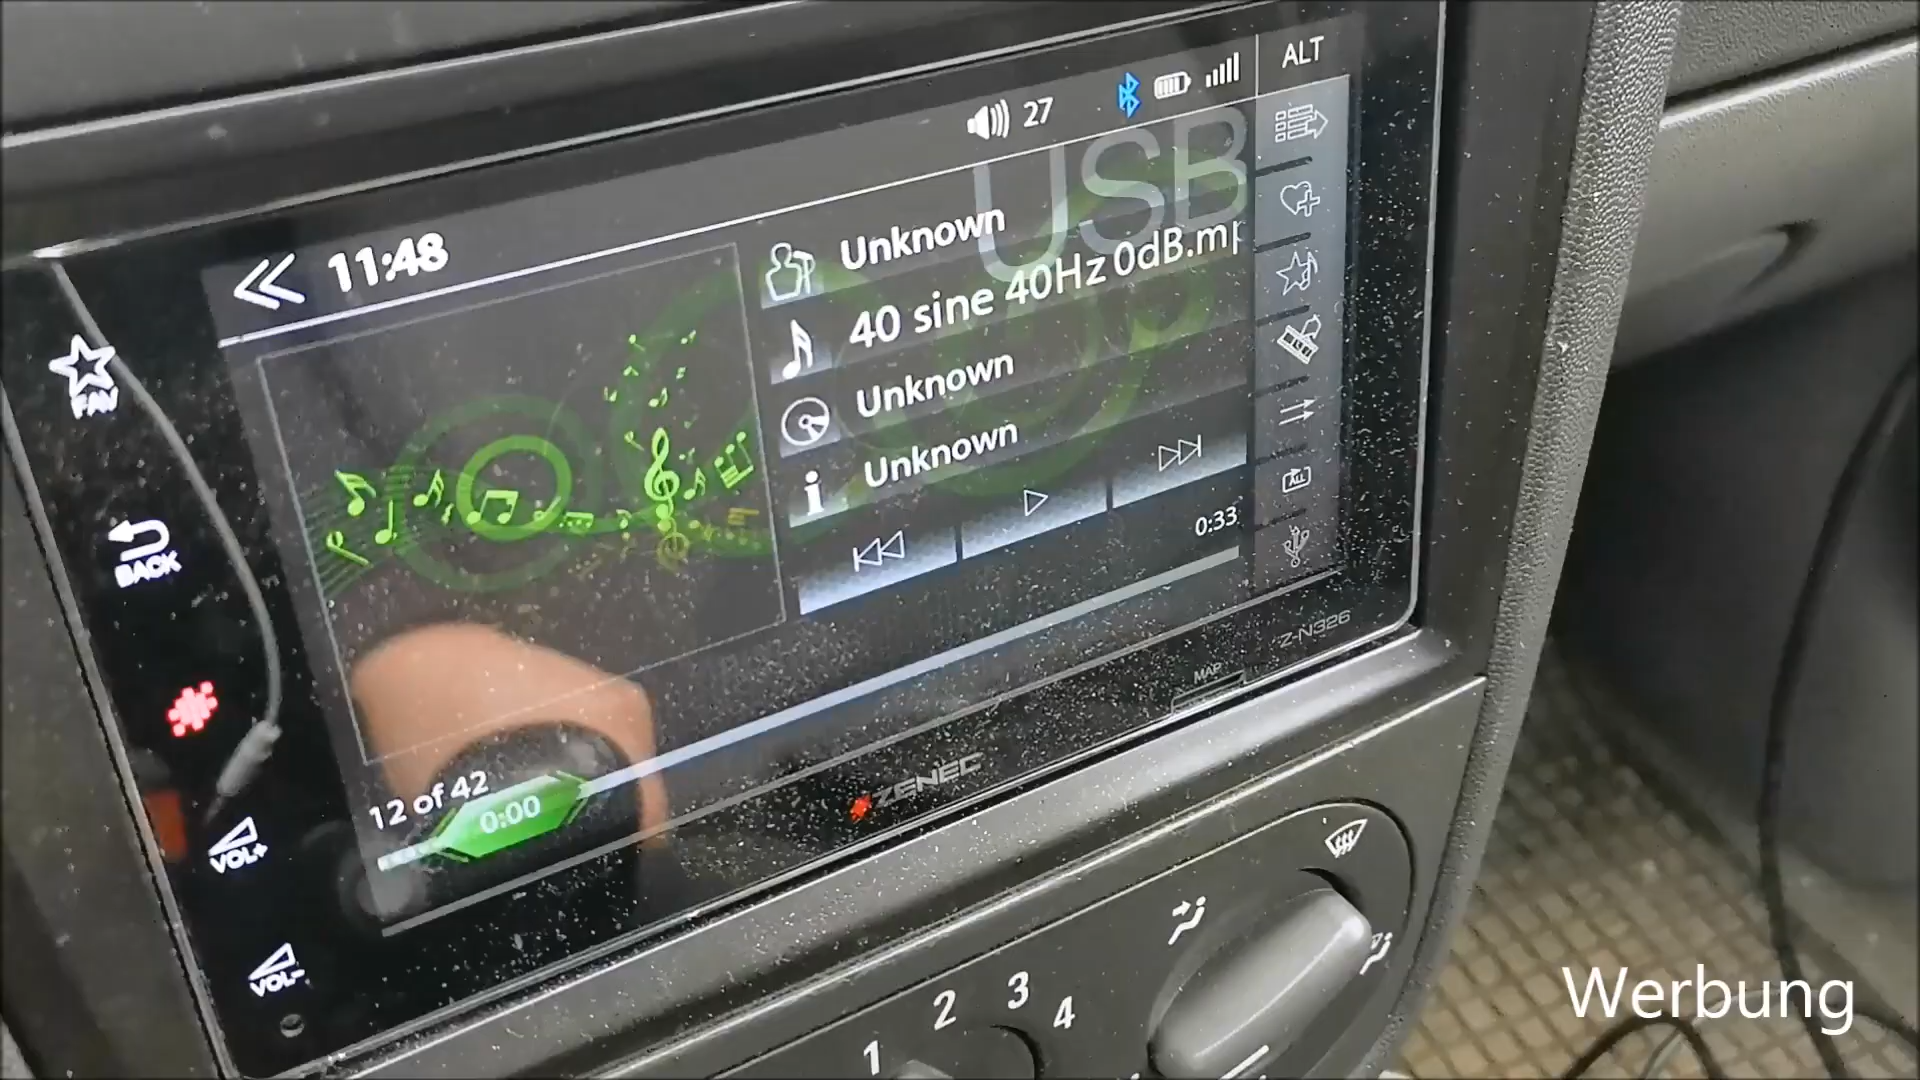 11:48
27
ALT
USB
FAV
Unknown
40 sine 40Hz 0dB.mp
Unknown
Unknown
BACK
0:33
12 of 42
0:00
VOL+
VOL-
Z-N326
MAP
ZENEC
1
2
3
4
ALL
Werbung